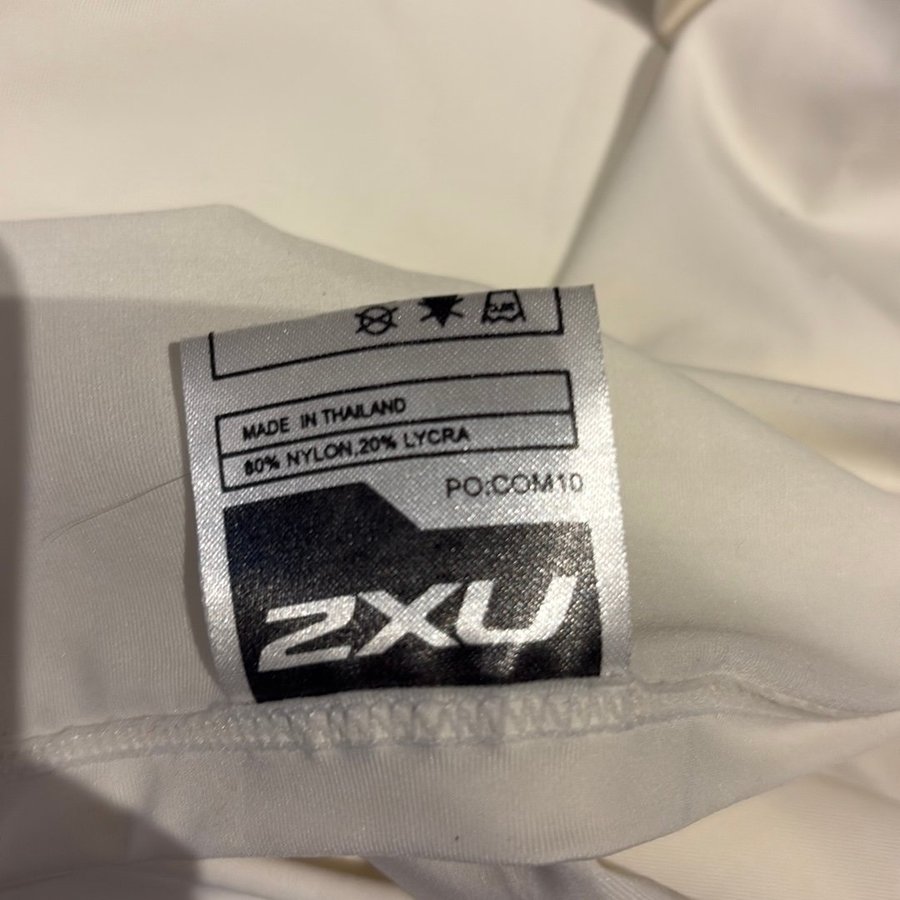 MADE IN THAILAND
80% NYLON,20% LYCRA
PO:COM10
2XU